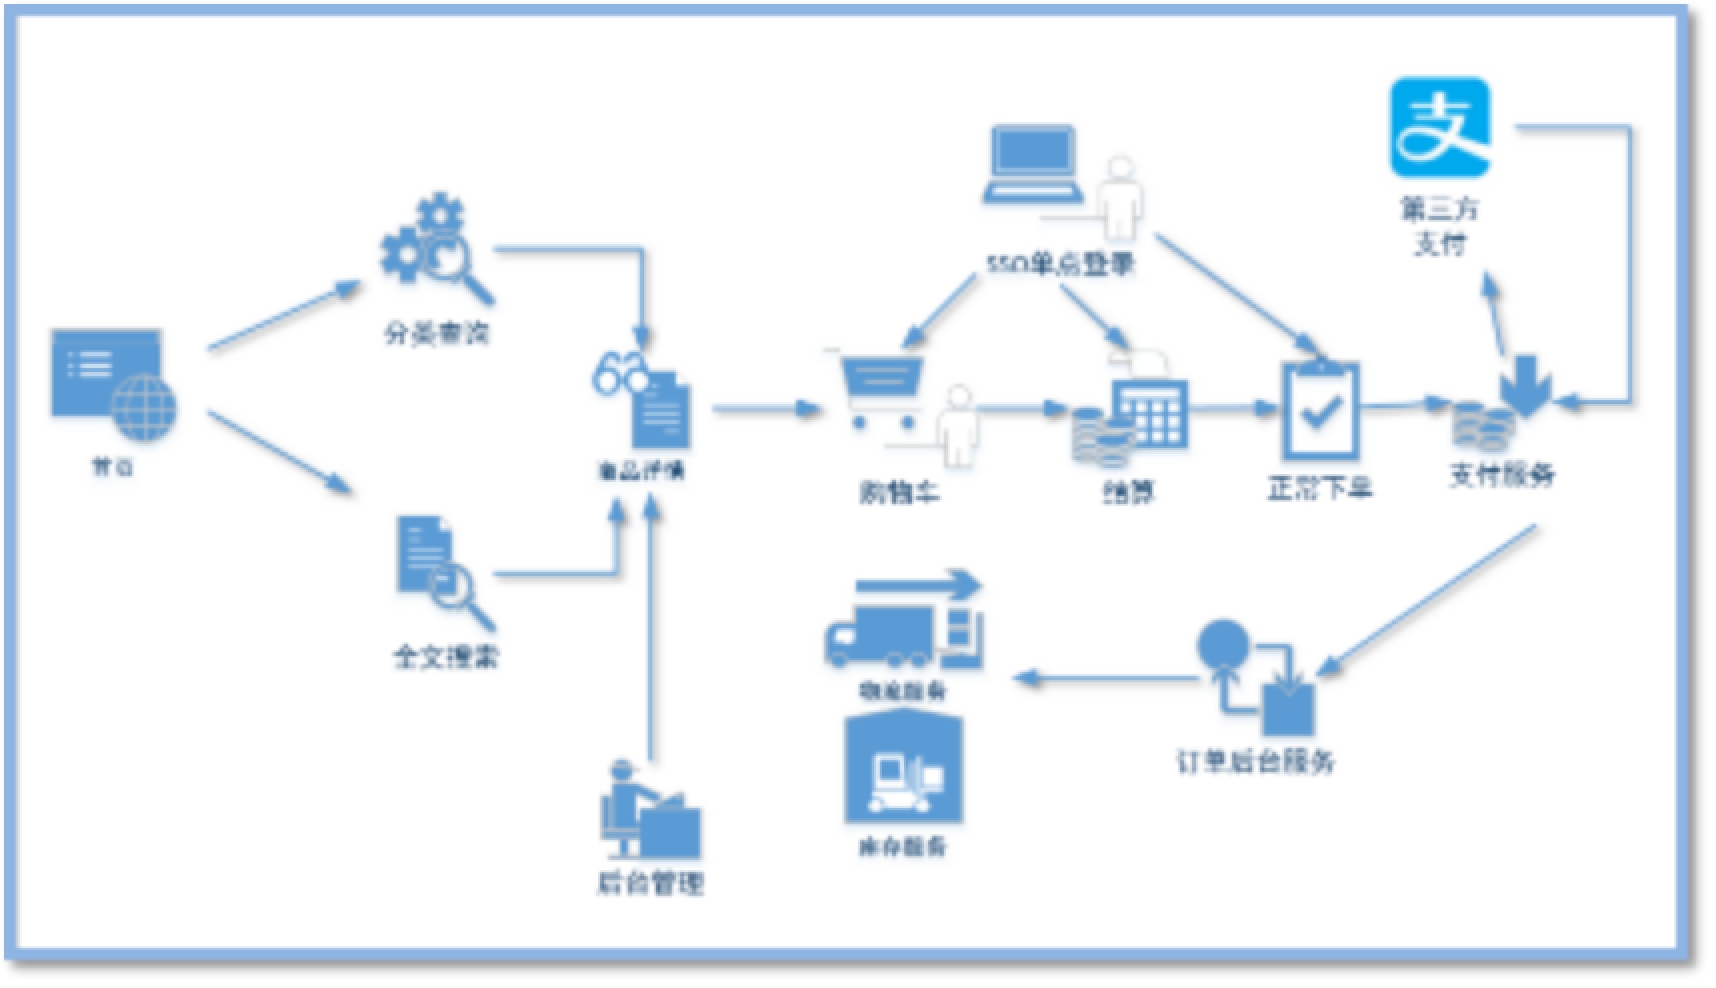 首页
分类查询
全文搜索
商品详情
后台管理
SSO单点登录
购物车
结算
正常下单
支
第三方
支付
支付服务
物流服务
库存服务
订单后台服务